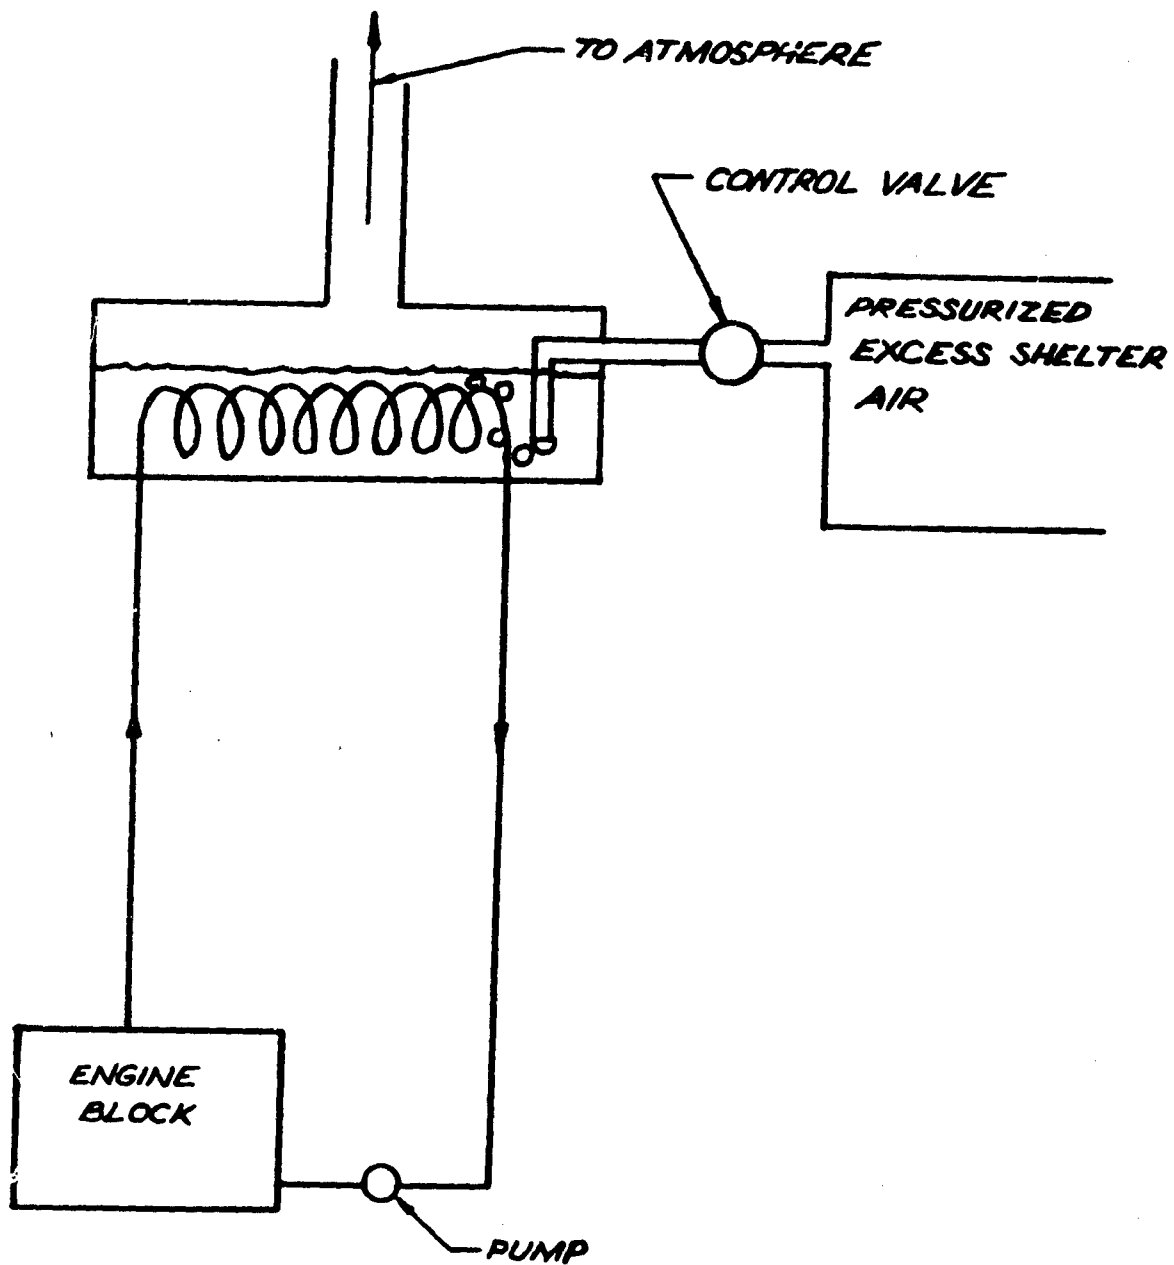 TO ATMOSPHERE
CONTROL VALVE
PRESSURIZED
EXCESS SHELTER
AIR
ENGINE
BLOCK
PUMP